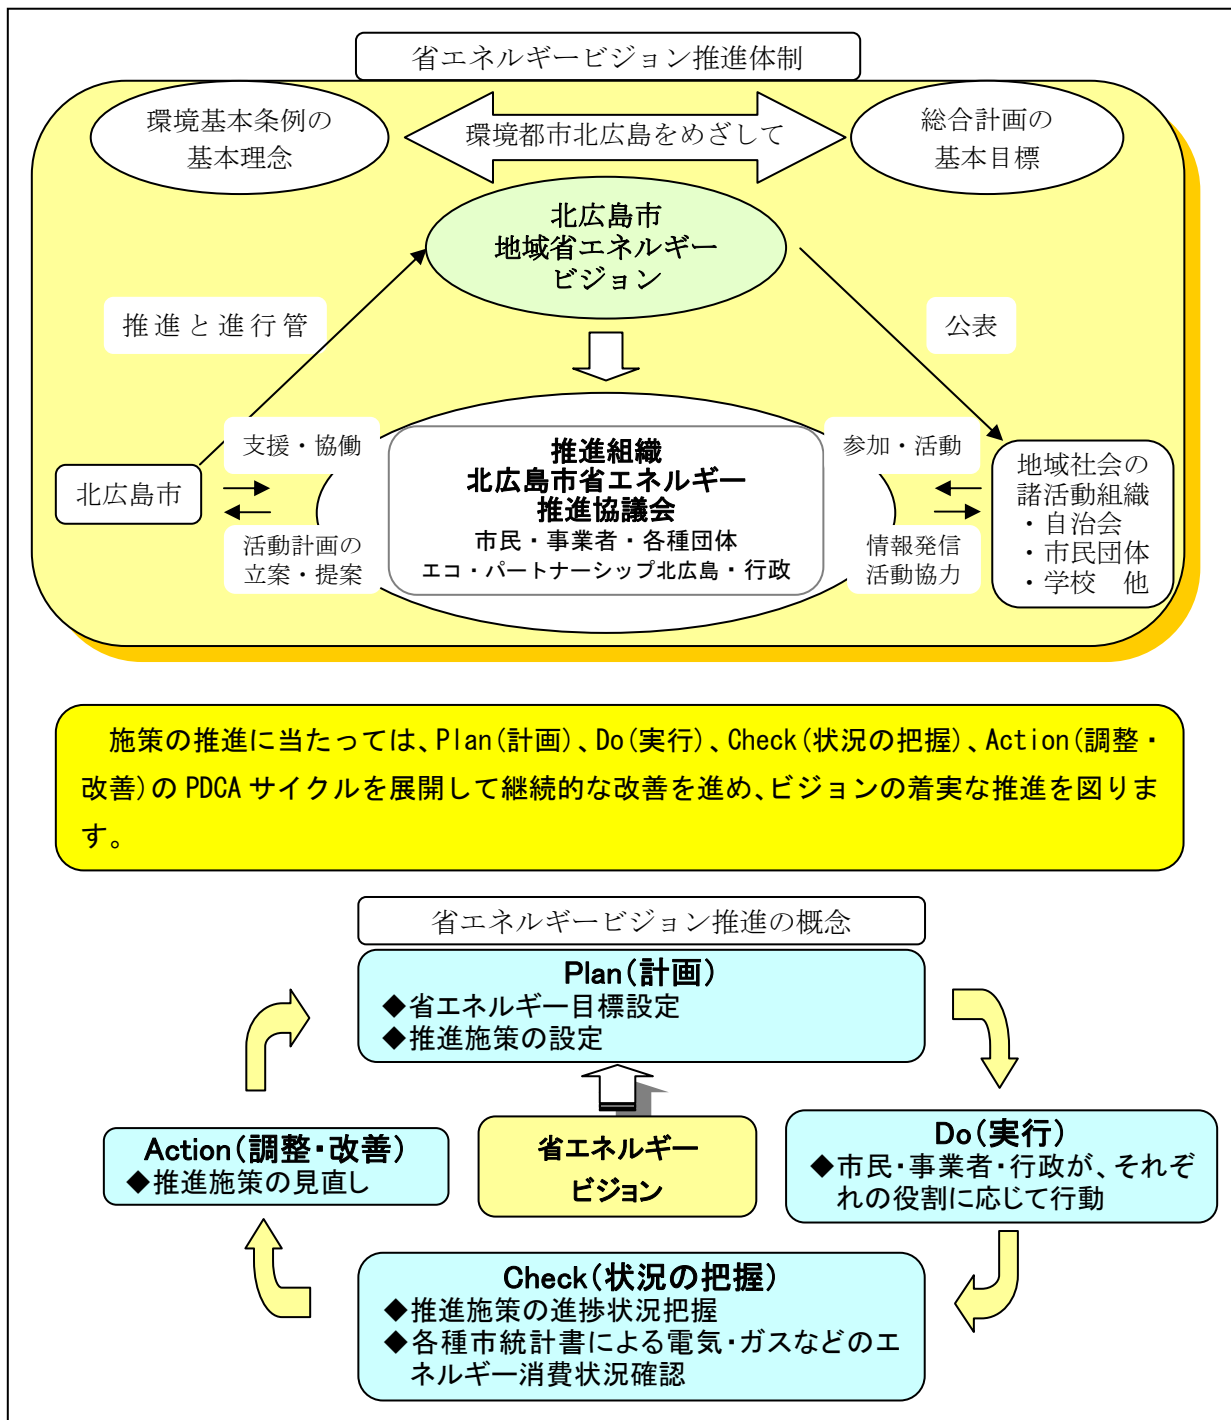 省エネルギービジョン推進体制
環境基本条例の
基本理念
環境都市北広島をめざして
総合計画の
基本目標
北広島市
地域省エネルギー
ビジョン
推進と進行管
公表
支援・協働
参加・活動
北広島市
推進組織
北広島市省エネルギー
推進協議会
市民・事業者・各種団体
エコ・パートナーシップ北広島・行政
地域社会の
諸活動組織
・自治会
・市民団体
・学校　他
活動計画の
立案・提案
情報発信
活動協力
施策の推進に当たっては、Plan(計画)、Do(実行)、Check(状況の把握)、Action(調整・
改善)の PDCA サイクルを展開して継続的な改善を進め、ビジョンの着実な推進を図りま
す。
省エネルギービジョン推進の概念
Plan(計画)
◆省エネルギー目標設定
◆推進施策の設定
Action(調整・改善)
◆推進施策の見直し
省エネルギー
ビジョン
Do(実行)
◆市民・事業者・行政が、それぞ
れの役割に応じて行動
Check(状況の把握)
◆推進施策の進捗状況把握
◆各種市統計書による電気・ガスなどのエ
ネルギー消費状況確認